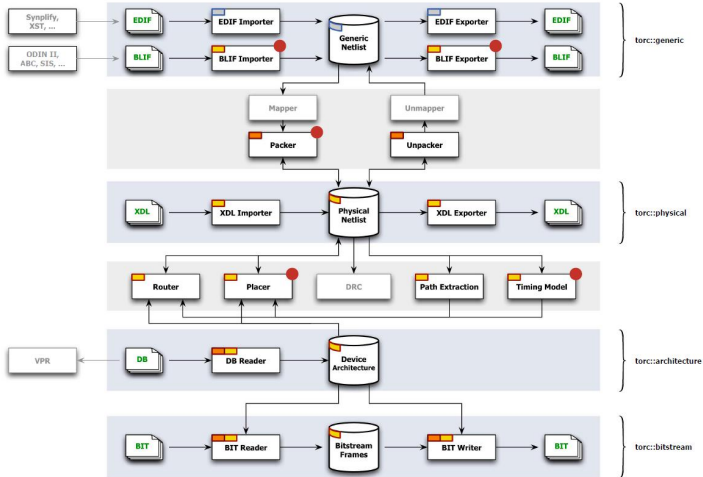 Synplify,
XST, ...
EDIF
EDIF Importer
Generic
Netlist
EDIF Exporter
EDIF
torc::generic
ODIN II,
ABC, SIS, ...
BLIF
BLIF Importer
BLIF Exporter
BLIF
Mapper
Unmapper
Packer
Unpacker
XDL
XDL Importer
Physical
Netlist
XDL Exporter
XDL
torc::physical
Router
Placer
DRC
Path Extraction
Timing Model
VPR
DB
DB Reader
Device
Architecture
torc::architecture
BIT
BIT Reader
Bitstream
Frames
BIT Writer
BIT
torc::bitstream